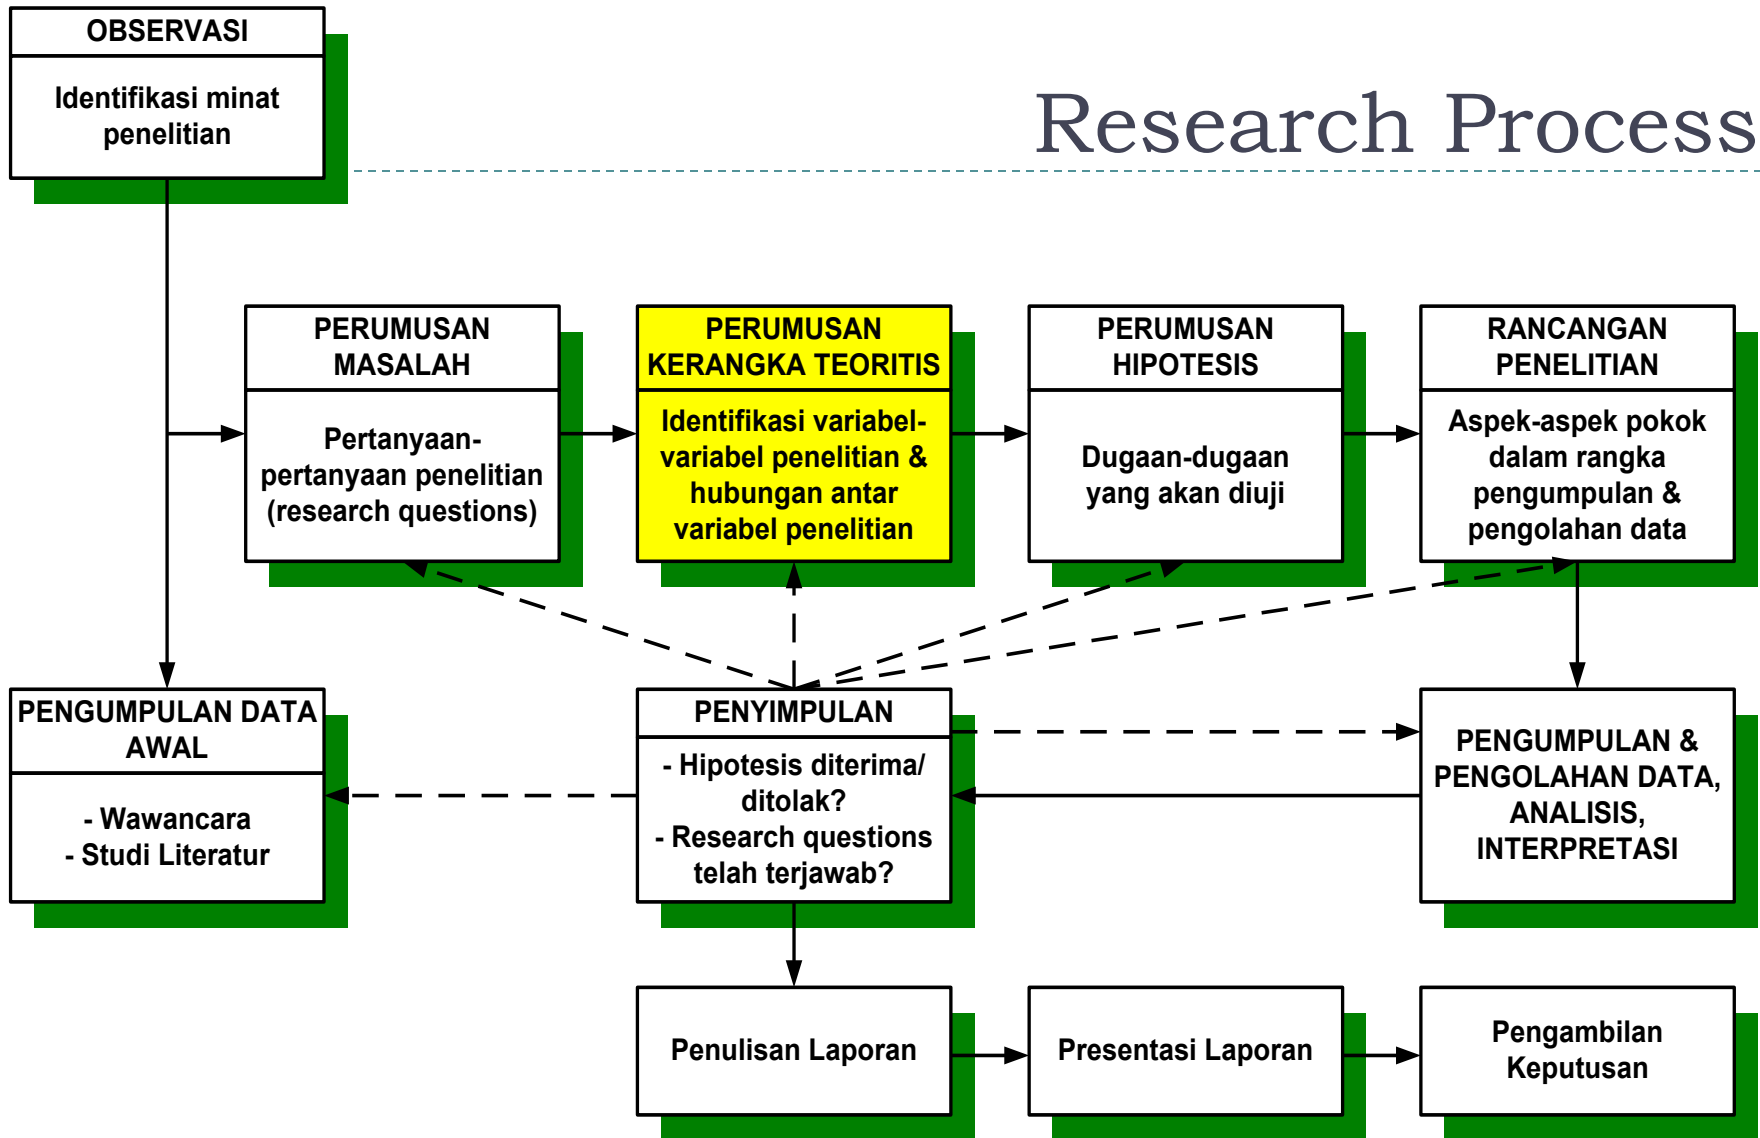 OBSERVASI
Identifikasi minat
penelitian
Research Process
PERUMUSAN
MASALAH
Pertanyaan-
pertanyaan penelitian
(research questions)
PERUMUSAN
KERANGKA TEORITIS
Identifikasi variabel-
variabel penelitian &
hubungan antar
variabel penelitian
PERUMUSAN
HIPOTESIS
Dugaan-dugaan
yang akan diuji
RANCANGAN
PENELITIAN
Aspek-aspek pokok
dalam rangka
pengumpulan &
pengolahan data
PENGUMPULAN DATA
AWAL
- Wawancara
- Studi Literatur
PENYIMPULAN
- Hipotesis diterima/
ditolak?
- Research questions
telah terjawab?
PENGUMPULAN &
PENGOLAHAN DATA,
ANALISIS,
INTERPRETASI
Penulisan Laporan
Presentasi Laporan
Pengambilan
Keputusan